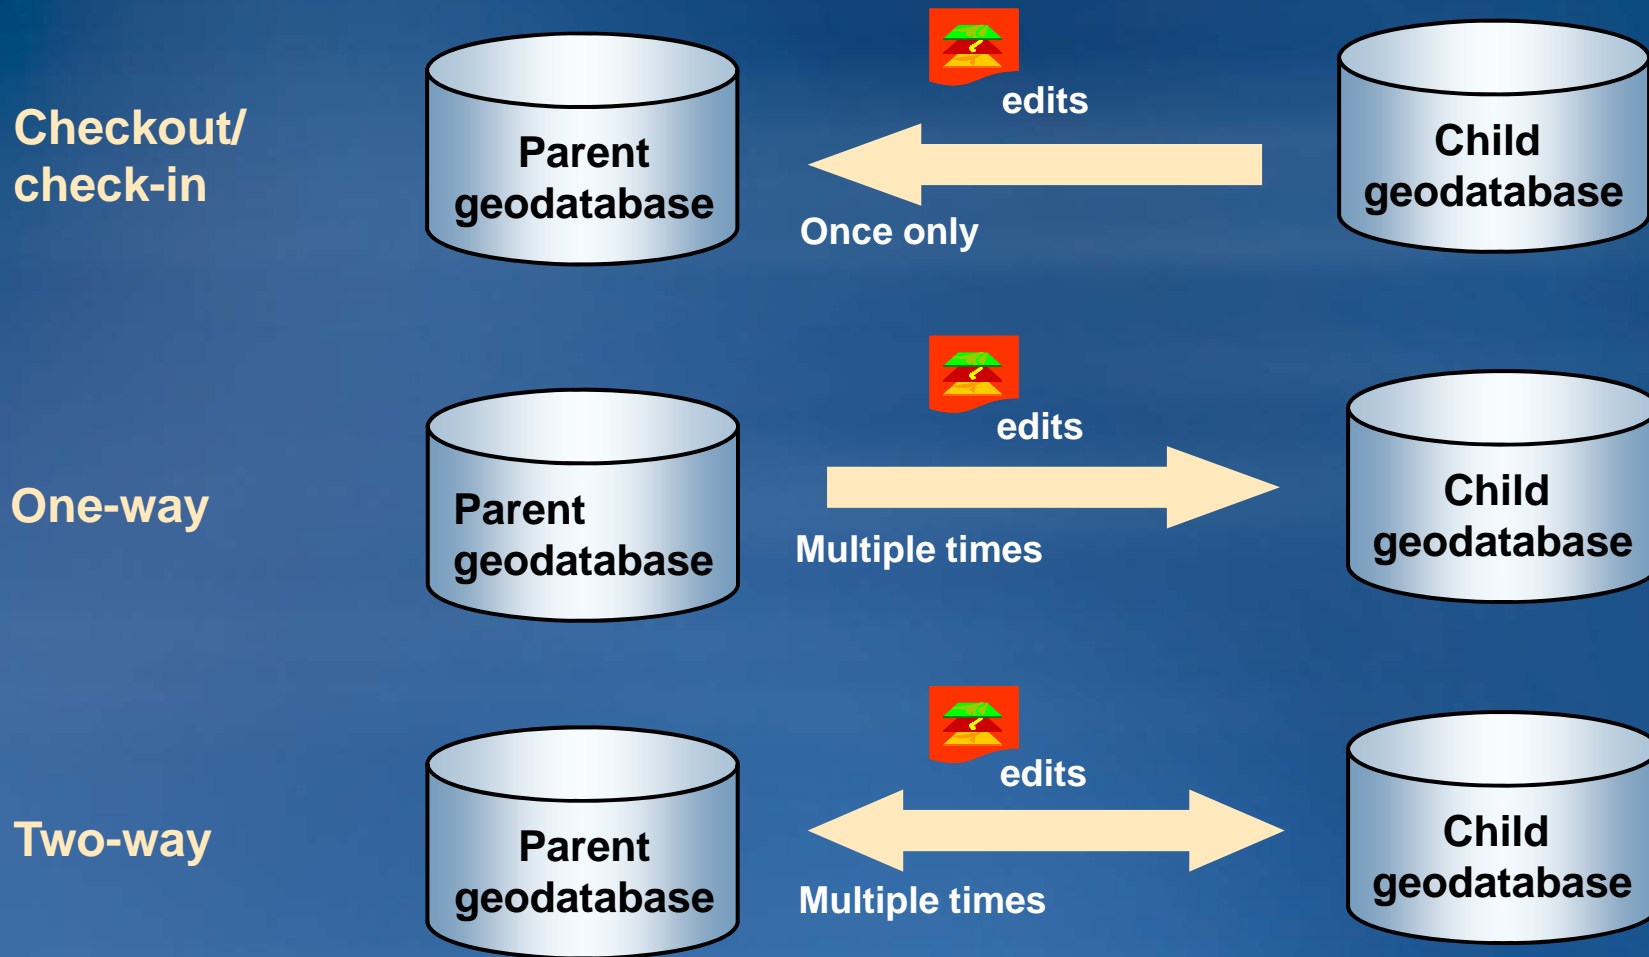 Checkout/
check-in
Parent
geodatabase
edits
Once only
Child
geodatabase
One-way
Parent
geodatabase
edits
Multiple times
Child
geodatabase
Two-way
Parent
geodatabase
edits
Multiple times
Child
geodatabase